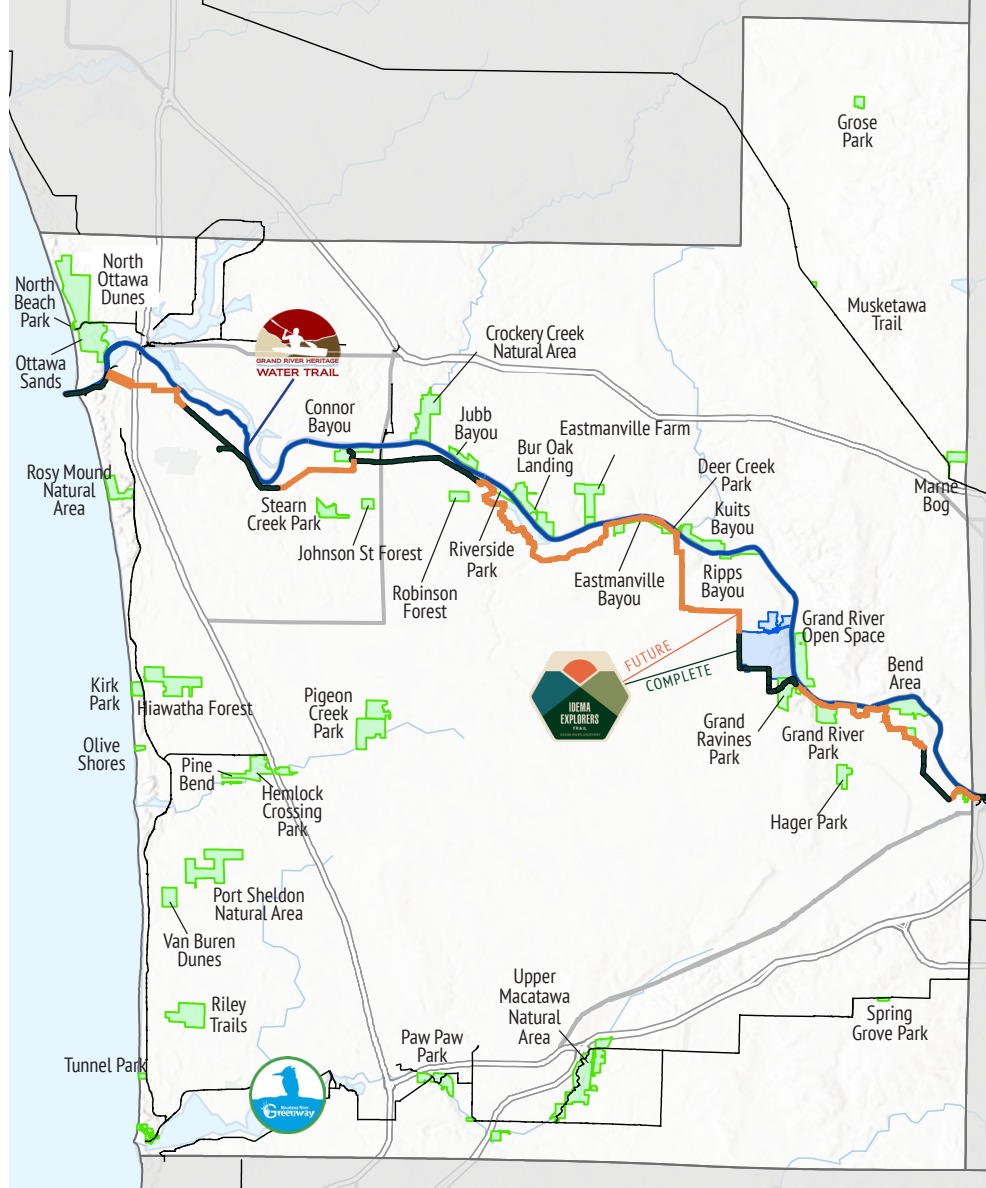 Grose
Park
Musketawa
Trail
North
Ottawa
Dunes
North
Beach
Park
Ottawa
Sands
GRAND RIVER HERITAGE
WATER TRAIL
Crockery Creek
Natural Area
Connor
Bayou
Jubb
Bayou
Eastmanville Farm
Bur Oak
Landing
Deer Creek
Park
Kuits
Bayou
Marne
Bog
Rosy Mound
Natural
Area
Stearn
Creek Park
Johnson St Forest
Riverside
Park
Robinson
Forest
Eastmanville
Bayou
Ripps
Bayou
Grand River
Open Space
FUTURE
COMPLETE
IDEMA
EXPLORERS
TRAIL
GRAND RIVER GREENWAY
Bend
Area
Kirk
Park
Hiawatha Forest
Pigeon
Creek
Park
Grand
Ravines
Park
Grand River
Park
Olive
Shores
Pine
Bend
Hemlock
Crossing
Park
Hager Park
Port Sheldon
Natural Area
Van Buren
Dunes
Riley
Trails
Upper
Macatawa
Natural
Area
Spring
Grove Park
Paw Paw
Park
Tunnel Park
Macatawa River
Greenway